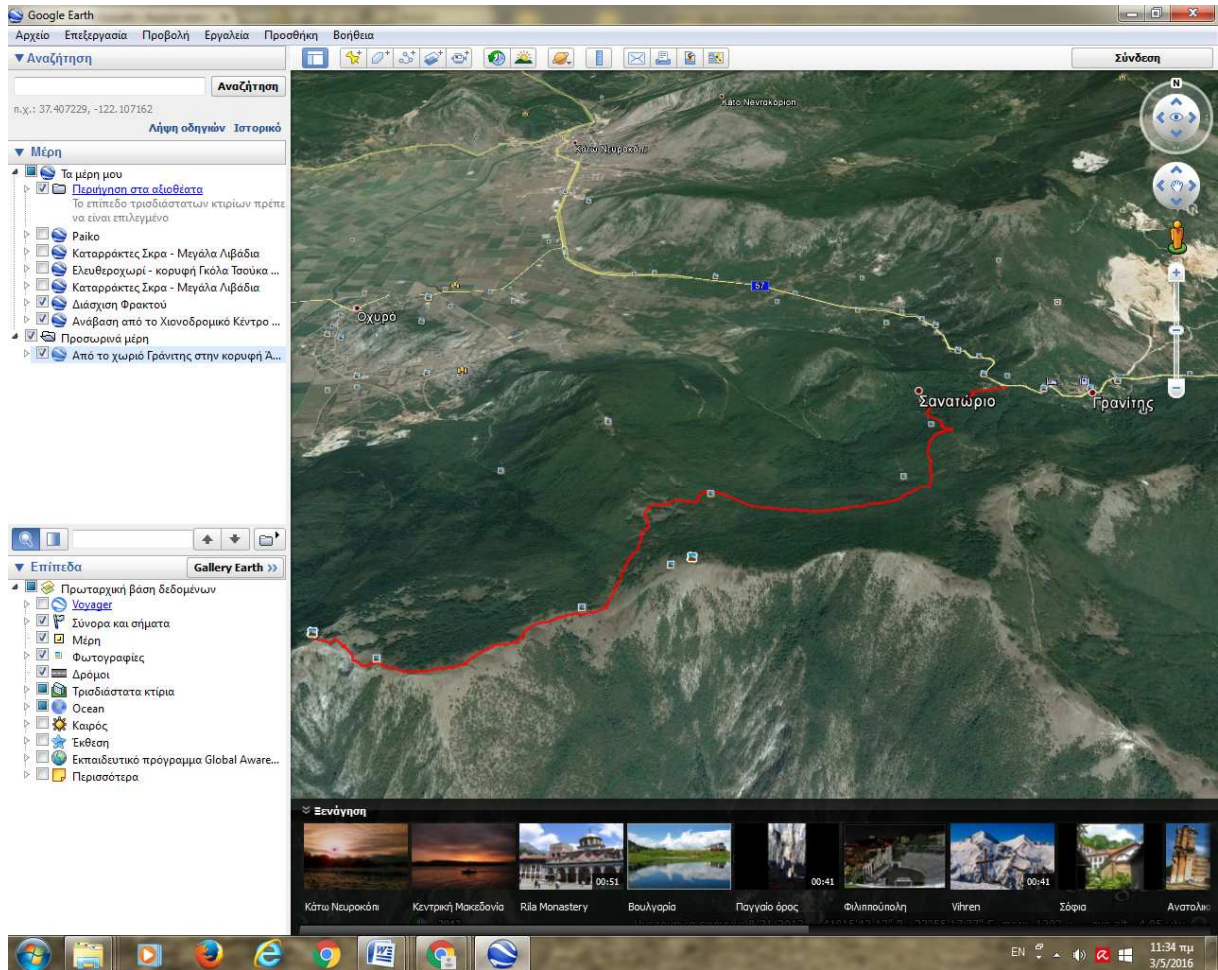 Google Earth
Αρχείο Επεξεργασία Προβολή Εργαλεία Προσθήκη Βοήθεια
Αναζήτηση
Αναζήτηση
π.χ.: 37.407229, -122.107162
Λήψη οδηγιών Ιστορικό
Μέρη
Τα μέρη μου
Περιήγηση στα αξιοθέατα
Το επίπεδο τρισδιάστατων κτιρίων πρέπε
να είναι επιλεγμένο
Paiko
Καταρράκτες Σκρα - Μεγάλα Λιβάδια
Ελευθεροχωρί - κορυφή Γκόλα Τσούκα ...
Καταρράκτες Σκρα - Μεγάλα Λιβάδια
Διάσχιση Φρακτού
Ανάβαση από το Χιονοδρομικό Κέντρο ...
Προσωρινά μέρη
Από το χωριό Γράνιτης στην κορυφή Ά...
Επίπεδα
Gallery Earth >>
Πρωταρχική βάση δεδομένων
Voyager
Σύνορα και σήματα
Μέρη
Φωτογραφίες
Δρόμοι
Τρισδιάστατα κτίρια
Ocean
Καιρός
Έκθεση
Εκπαιδευτικό πρόγραμμα Global Aware...
Περισσότερα
Σύνδεση
N
Káto Nevrokópion
57
Οχυρό
Σανατώριο
Γρανίτης
Ξενάγηση
00:51
00:41
00:41
Κάτω Νευροκόπι
Κεντρική Μακεδονία
Rila Monastery
Βουλγαρία
Παγγαίο όρος
Φιλιππούπολη
Vihren
Σόφια
Ανατολικ
EN
11:34 πμ
3/5/2016